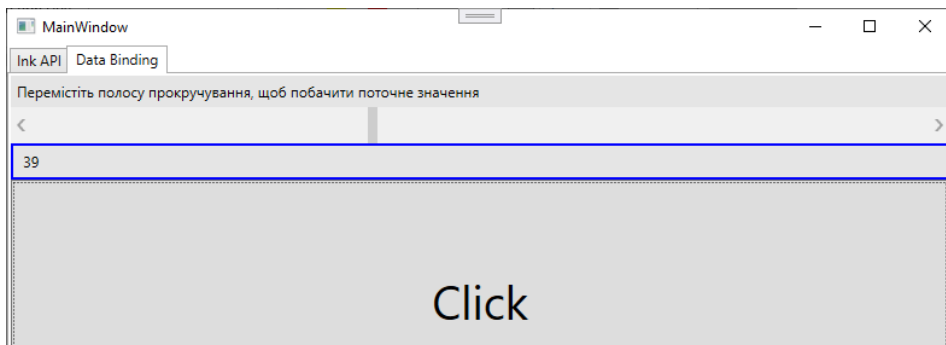 MainWindow
Ink API Data Binding
Перемістіть полосу прокручування, щоб побачити поточне значення
39
Click